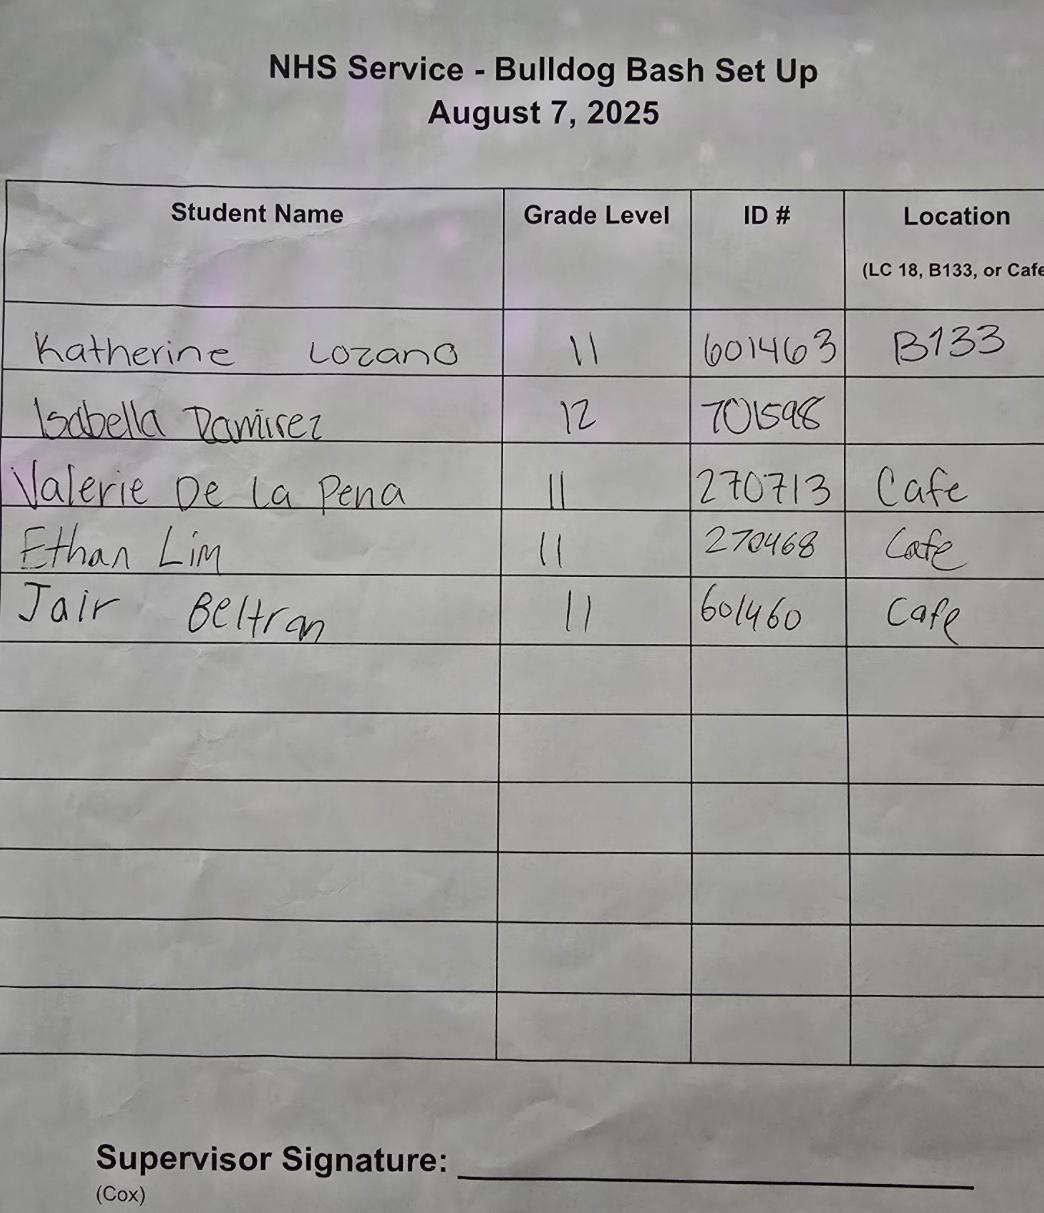 NHS Service - Bulldog Bash Set Up
August 7, 2025
Student Name Grade Level ID # Location
(LC 18, B133, or Cafe
Katherine Lozano 11 601463 B133
Isabella Ramirez 12 701598
Valerie De La Pena 11 270713 Cafe
Ethan Lim 11 270468 Cafe
Jair Beltran 11 601460 Cafe
Supervisor Signature:
(Cox)